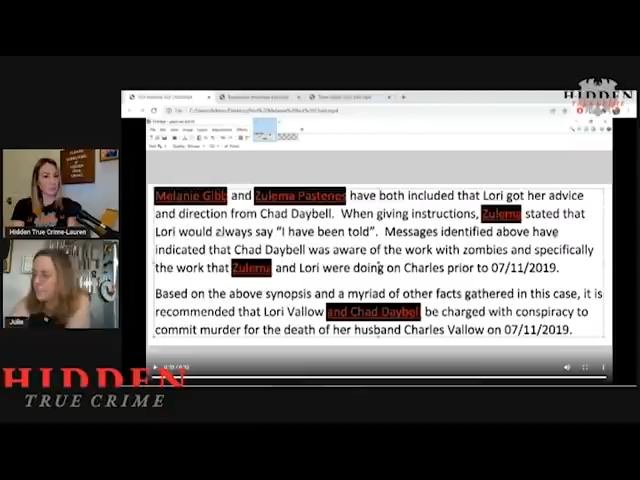 HIDDEN
TRUE CRIME
Melanie Gibb and Zulema Pastenes have both included that Lori got her advice
and direction from Chad Daybell. When giving instructions, Zulema stated that
Lori would always say “I have been told”. Messages identified above have
indicated that Chad Daybell was aware of the work with zombies and specifically
the work that Zulema and Lori were doing on Charles prior to 07/11/2019.
Based on the above synopsis and a myriad of other facts gathered in this case, it is
recommended that Lori Vallow and Chad Daybel be charged with conspiracy to
commit murder for the death of her husband Charles Vallow on 07/11/2019.
Hidden True Crime-Lauren
Julie
HIDDEN
TRUE CRIME